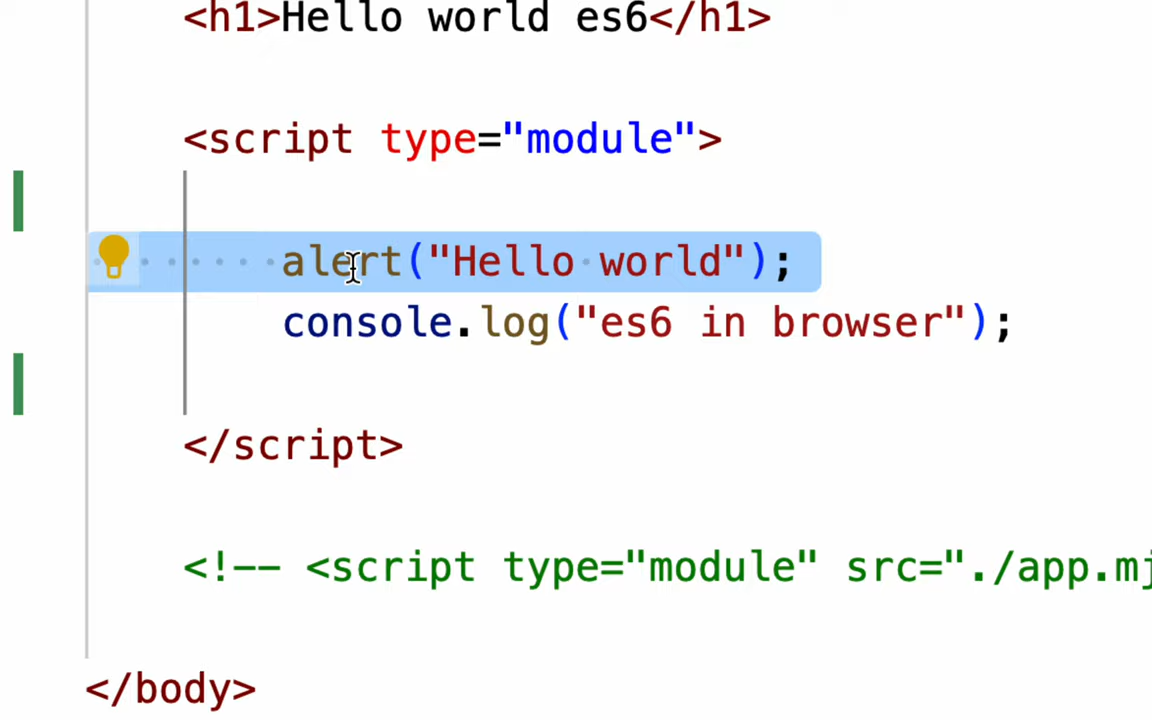 <h1>Hello world es6</h1>
<script type="module">
alert("Hello world");
console.log("es6 in browser");
</script>
<!-- <script type="module" src="./app.mj
</body>